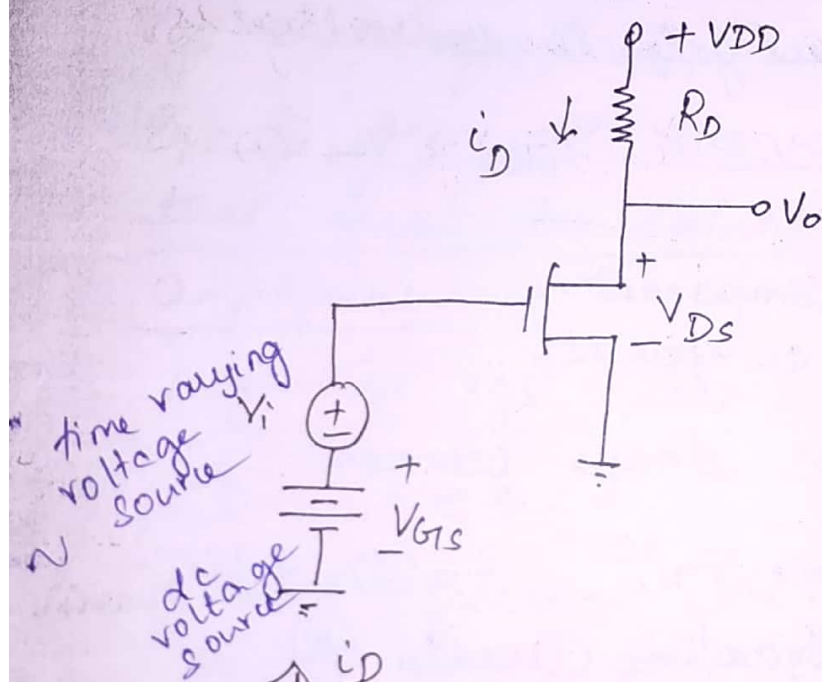 + VDD
iD
RD
Vo
+
VDS
-
time varying
voltage
source
Vi
+
-
+
VGS
-
~
dc
voltage
source
iD